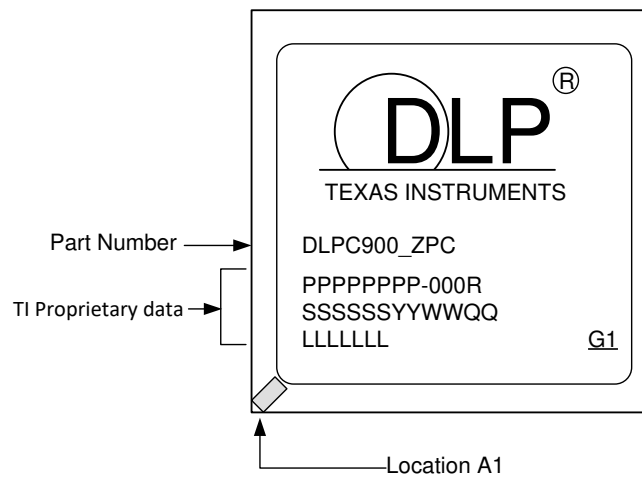 DLP®
TEXAS INSTRUMENTS
Part Number
DLPC900_ZPC
TI Proprietary data
PPPPPPPP-000R
SSSSSSYYWWQQ
LLLLLLL
G1
Location A1